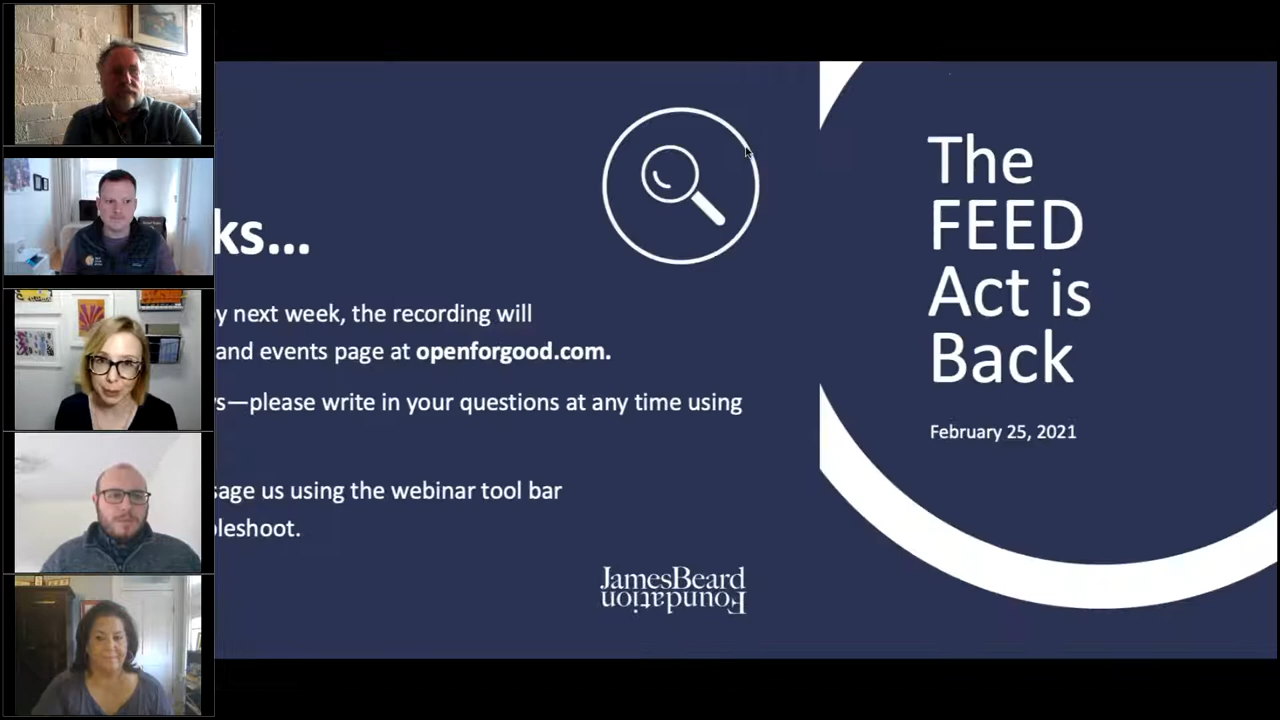 ks...
y next week, the recording will
and events page at openforgood.com.
s—please write in your questions at any time using
sage us using the webinar tool bar
bleshoot.
JamesBeard
Foundation
The
FEED
Act is
Back
February 25, 2021